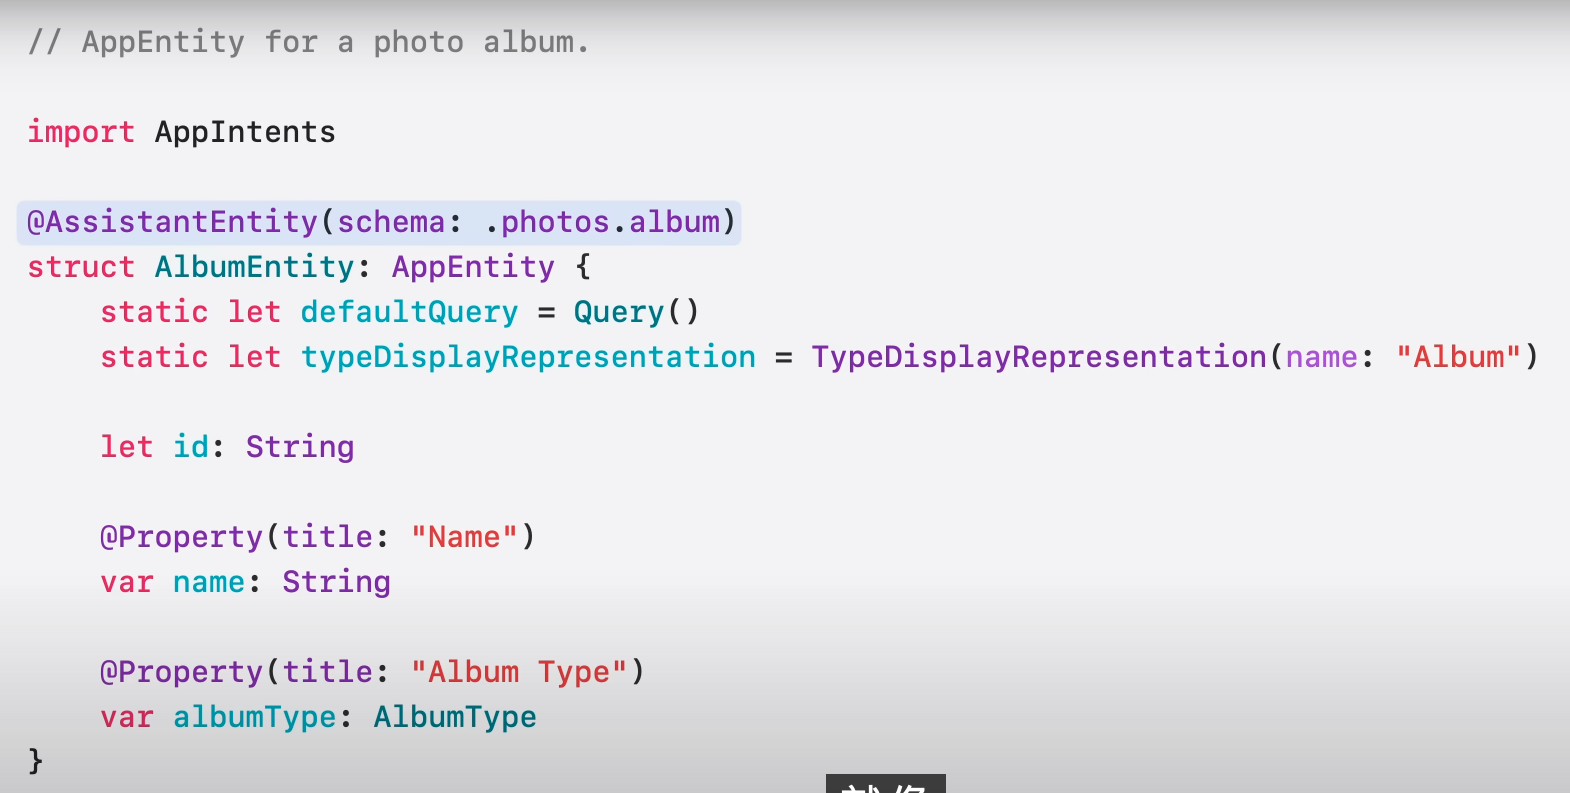 // AppEntity for a photo album.
import AppIntents
@AssistantEntity(schema: .photos.album)
struct AlbumEntity: AppEntity {
    static let defaultQuery = Query()
    static let typeDisplayRepresentation = TypeDisplayRepresentation(name: "Album")
    let id: String
    @Property(title: "Name")
    var name: String
    @Property(title: "Album Type")
    var albumType: AlbumType
}